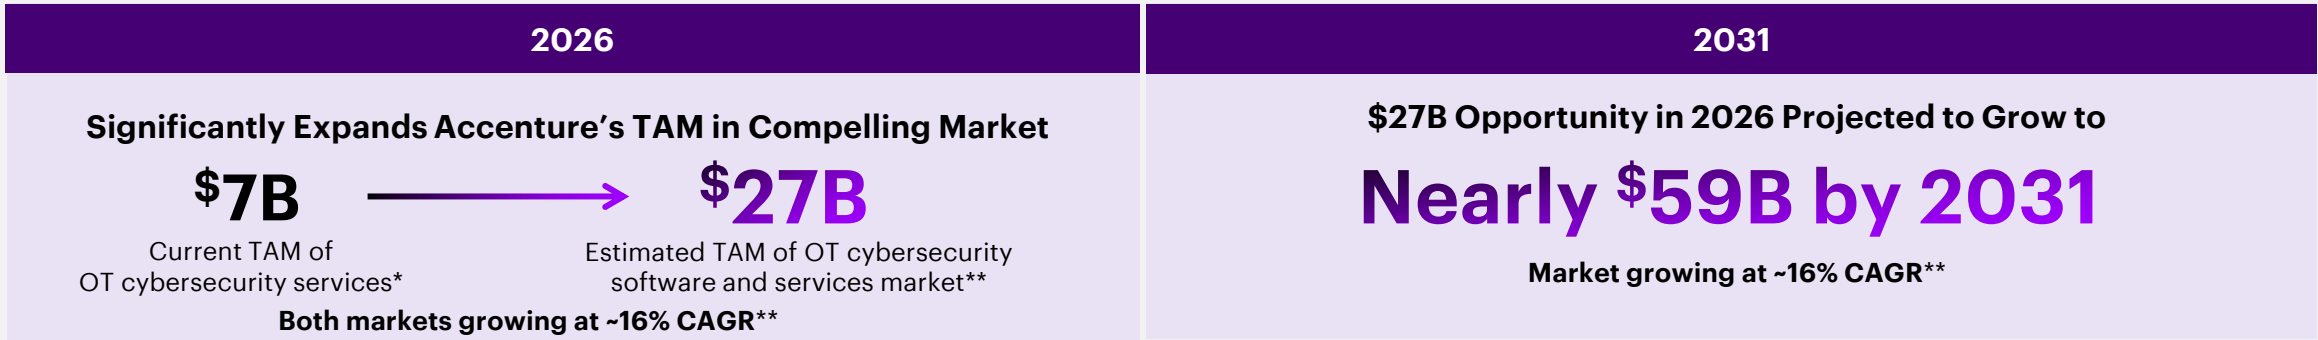 2026
Significantly Expands Accenture's TAM in Compelling Market
$7B
$27B
Current TAM of
OT cybersecurity services*
Estimated TAM of OT cybersecurity
software and services market**
Both markets growing at ~16% CAGR**
2031
$27B Opportunity in 2026 Projected to Grow to
Nearly $59B by 2031
Market growing at ~16% CAGR**